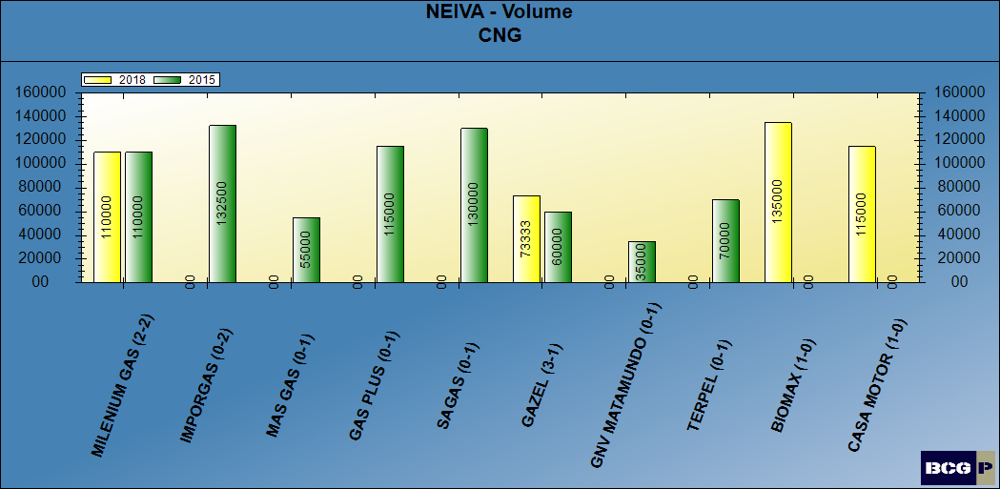 NEIVA - Volume
CNG
2018 2015
160000 160000
140000 140000
120000 120000
100000 100000
80000 80000
60000 60000
40000 40000
20000 20000
00 00
110000 110000 00 132500 00 55000 00 115000 00 130000 73333 60000 00 35000 00 70000 135000 00 115000 00
MILENIUM GAS (2-2)
IMPORGAS (0-2)
MAS GAS (0-1)
GAS PLUS (0-1)
SAGAS (0-1)
GAZEL (3-1)
GNV MATAMUNDO (0-1)
TERPEL (0-1)
BIOMAX (1-0)
CASA MOTOR (1-0)
BCG P